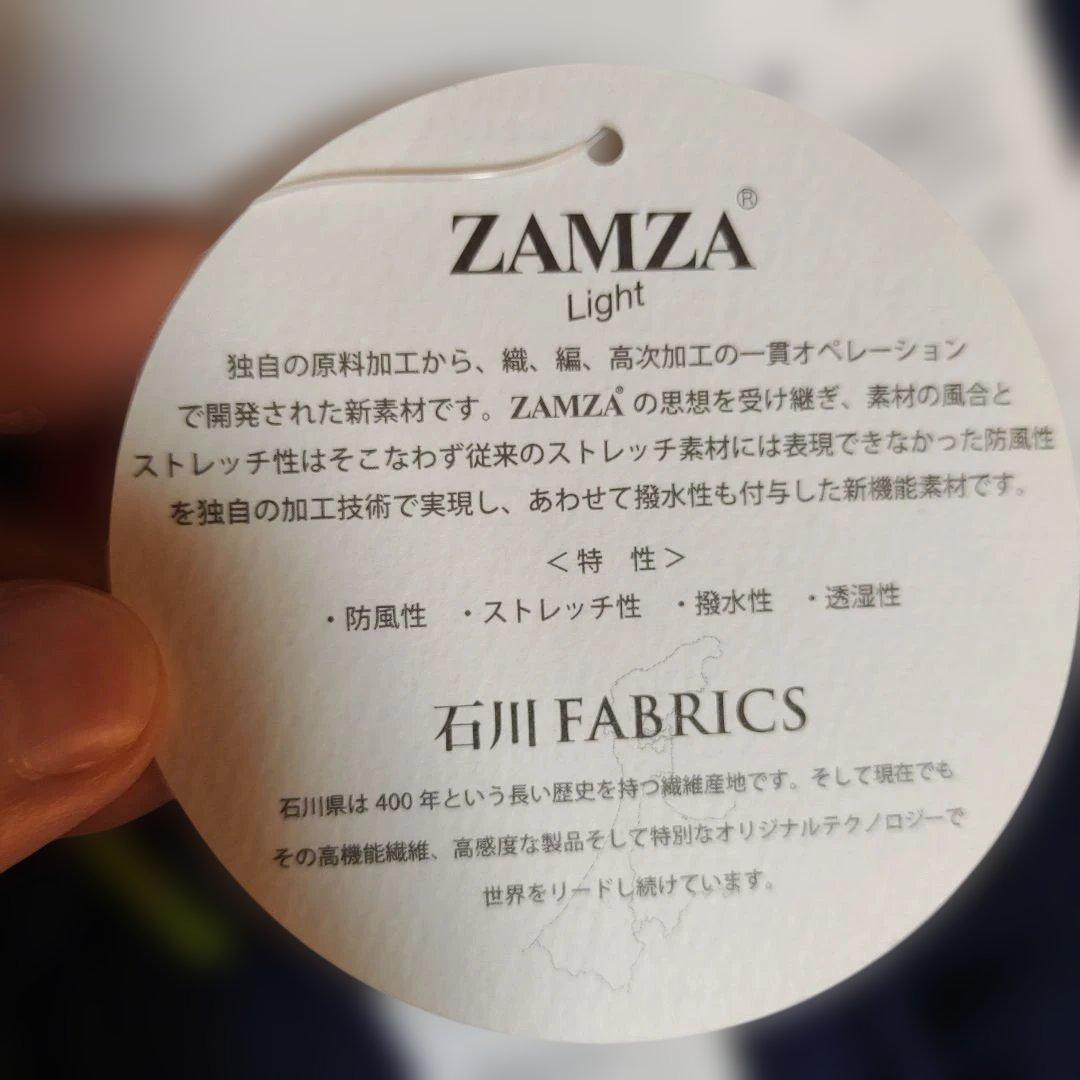 ZAMZA®
Light
独自の原料加工から、織、編、高次加工の一貫オペレーション
で開発された新素材です。ZAMZA®の思想を受け継ぎ、素材の風合と
ストレッチ性はそこなわず従来のストレッチ素材には表現できなかった防風性
を独自の加工技術で実現し、あわせて撥水性も付与した新機能素材です。
＜特　性＞
・防風性　・ストレッチ性　・撥水性　・透湿性
石川 FABRICS
石川県は 400 年という長い歴史を持つ繊維産地です。そして現在でも
その高機能繊維、高感度な製品そして特別なオリジナルテクノロジーで
世界をリードし続けています。